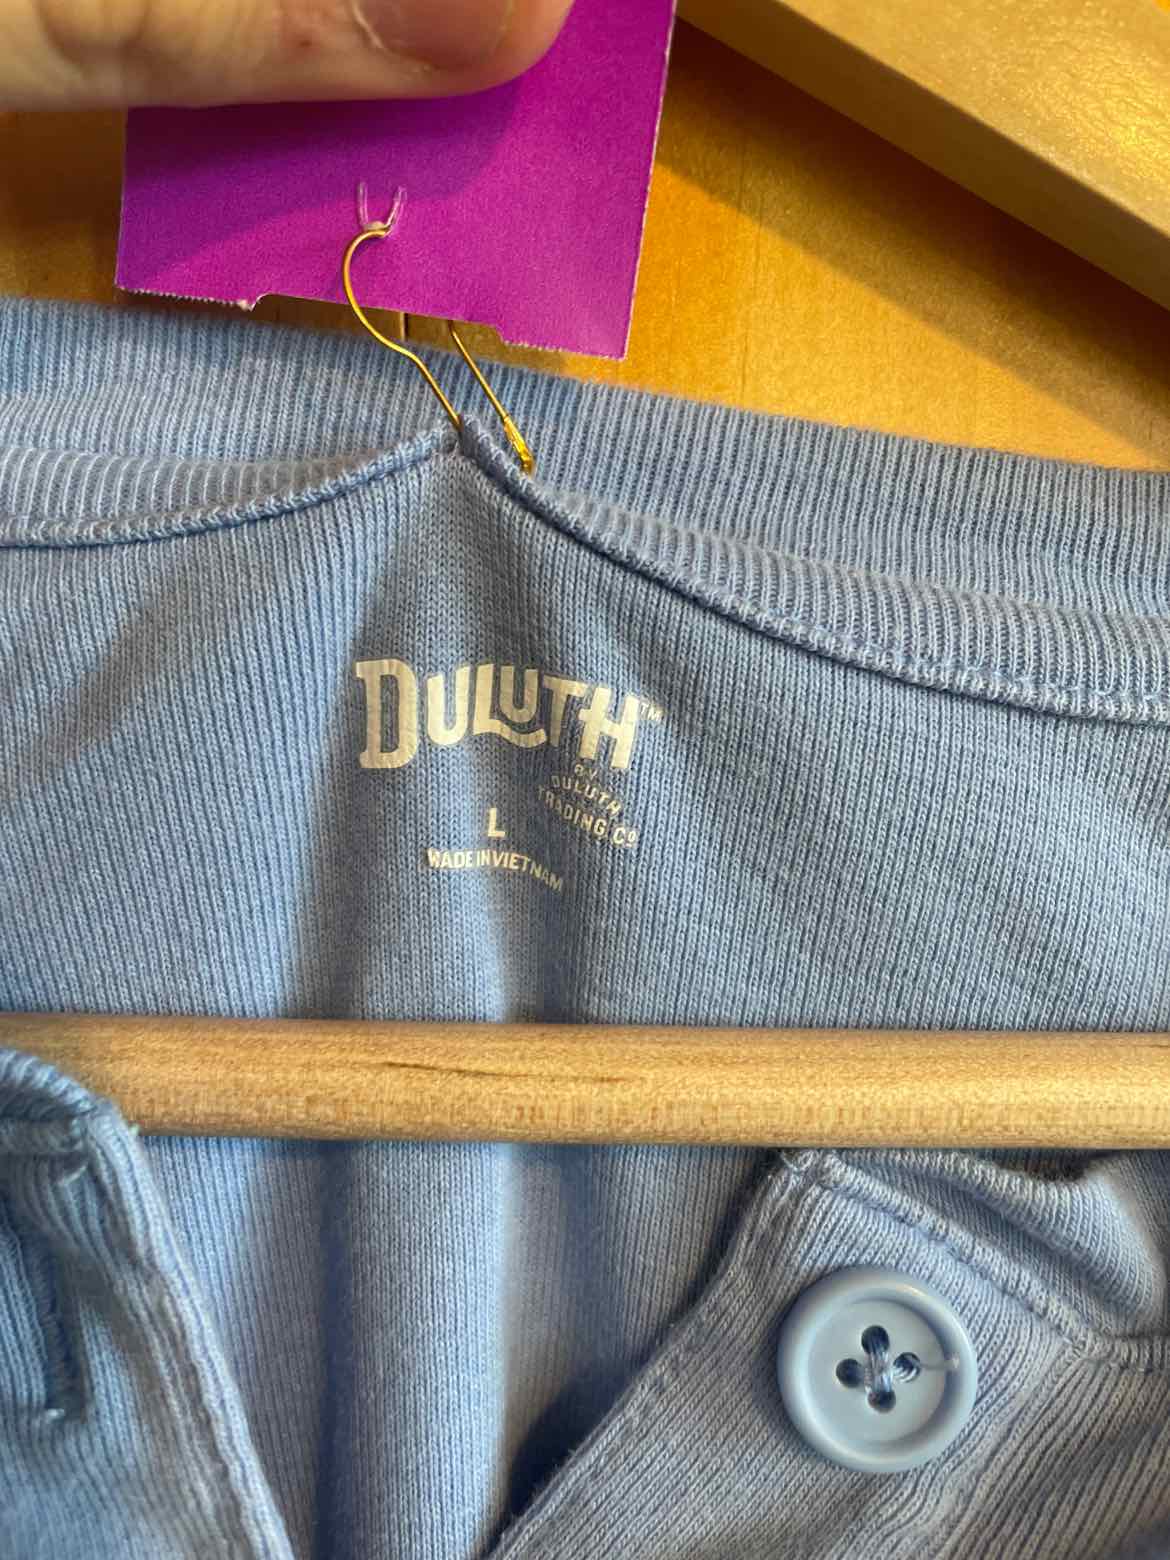 DULUTH™
BY
DULUTH
TRADING CO
L
MADE IN VIETNAM